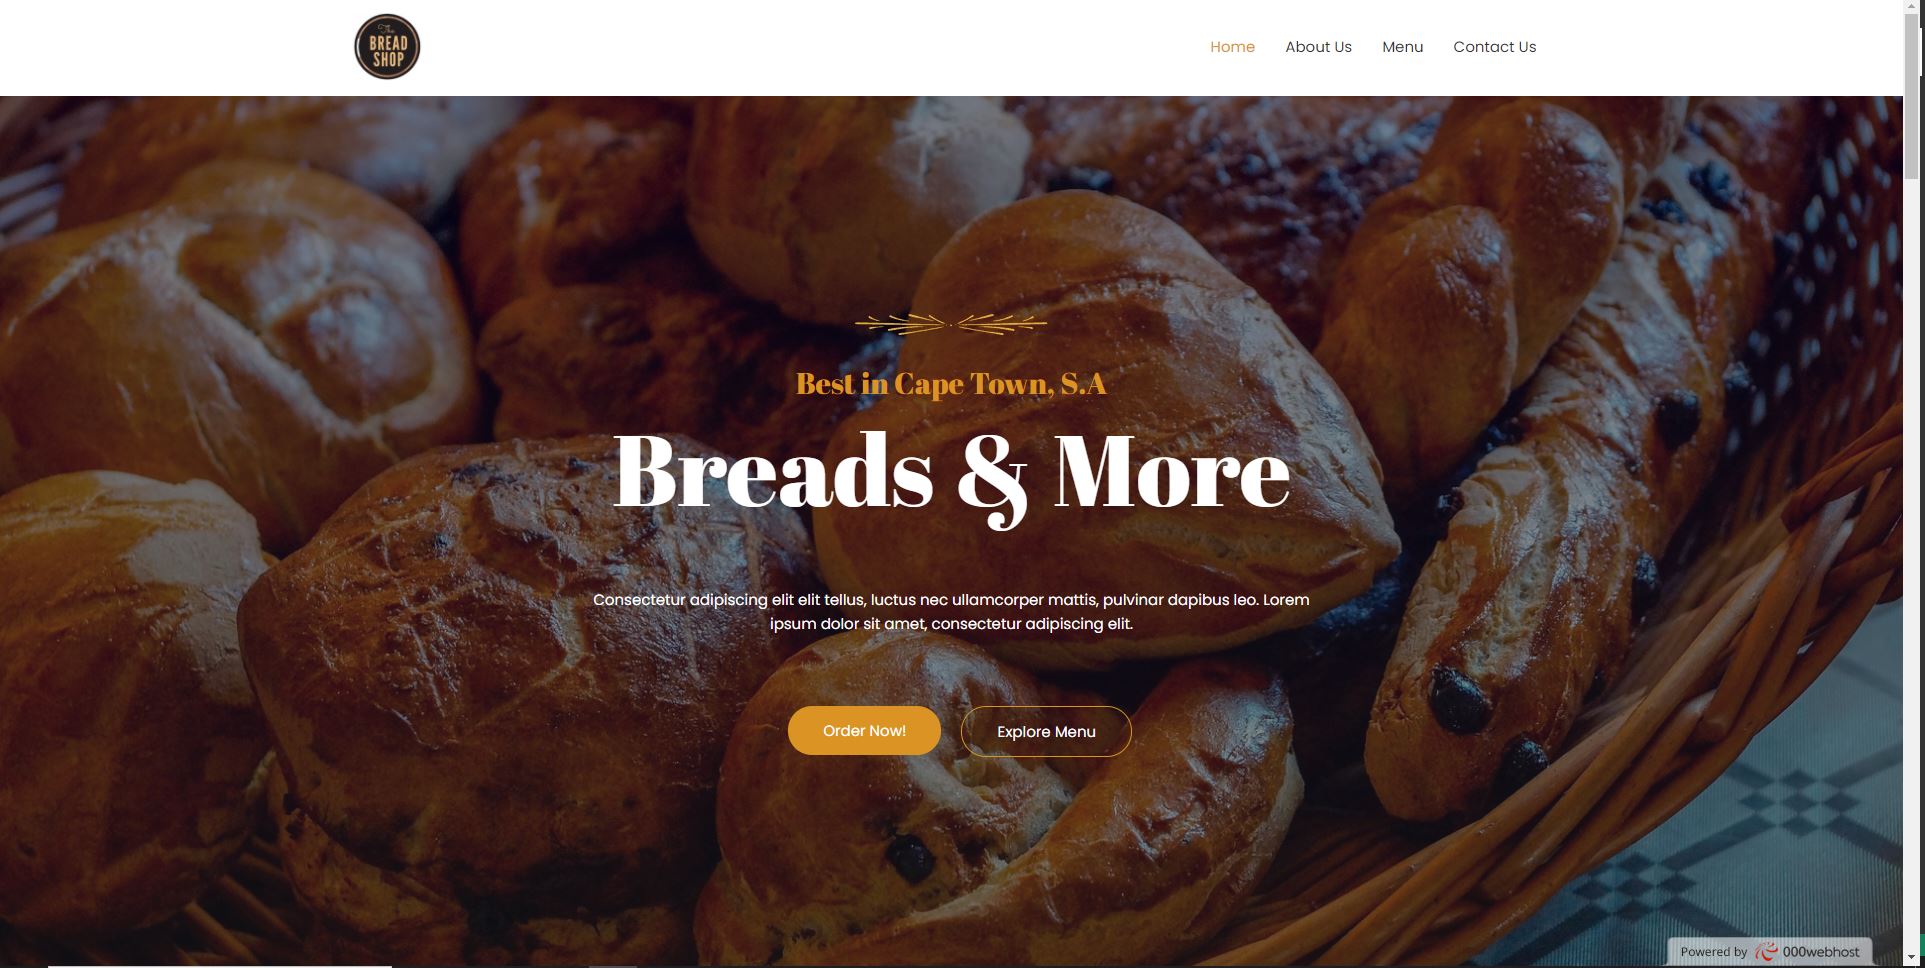 The
BREAD
SHOP
Home
About Us
Menu
Contact Us
Best in Cape Town, S.A
Breads & More
Consectetur adipiscing elit elit tellus, luctus nec ullamcorper mattis, pulvinar dapibus leo. Lorem
ipsum dolor sit amet, consectetur adipiscing elit.
Order Now!
Explore Menu
Powered by 000webhost